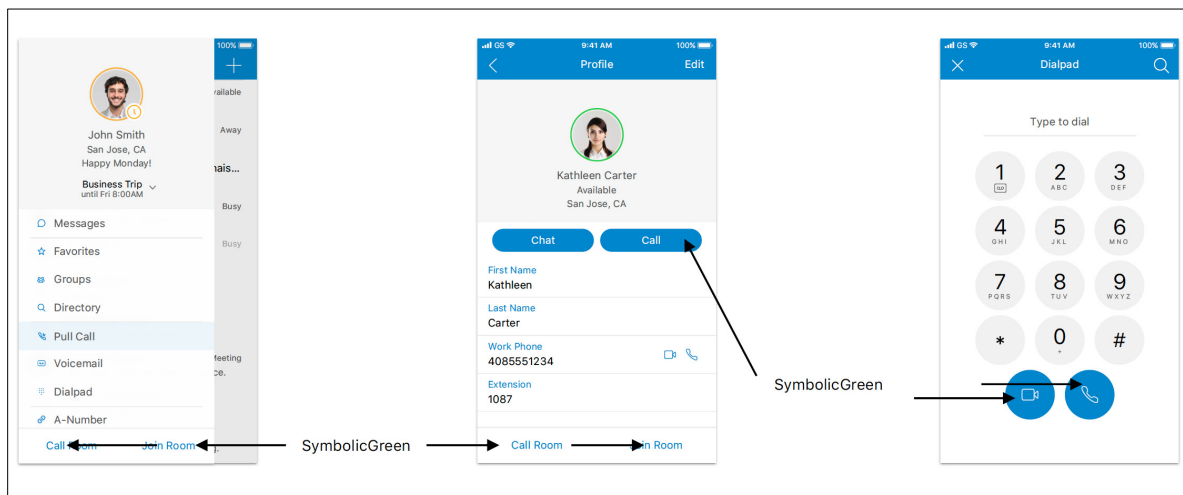 100%
John Smith
San Jose, CA
Happy Monday!
Business Trip
until Fri 8:00AM
Messages
Favorites
Groups
Directory
Pull Call
Voicemail
Dialpad
A-Number
Call Room Join Room
Away
Busy
Busy
Meeting
SymbolicGreen
GS 9:41 AM 100%
Profile Edit
Kathleen Carter
Available
San Jose, CA
Chat Call
First Name
Kathleen
Last Name
Carter
Work Phone
4085551234
Extension
1087
Call Room Join Room
SymbolicGreen
GS 9:41 AM 100%
Dialpad
Type to dial
1 2 3
ABC DEF
4 5 6
GHI JKL MNO
7 8 9
PQRS TUV WXYZ
* 0 #
+